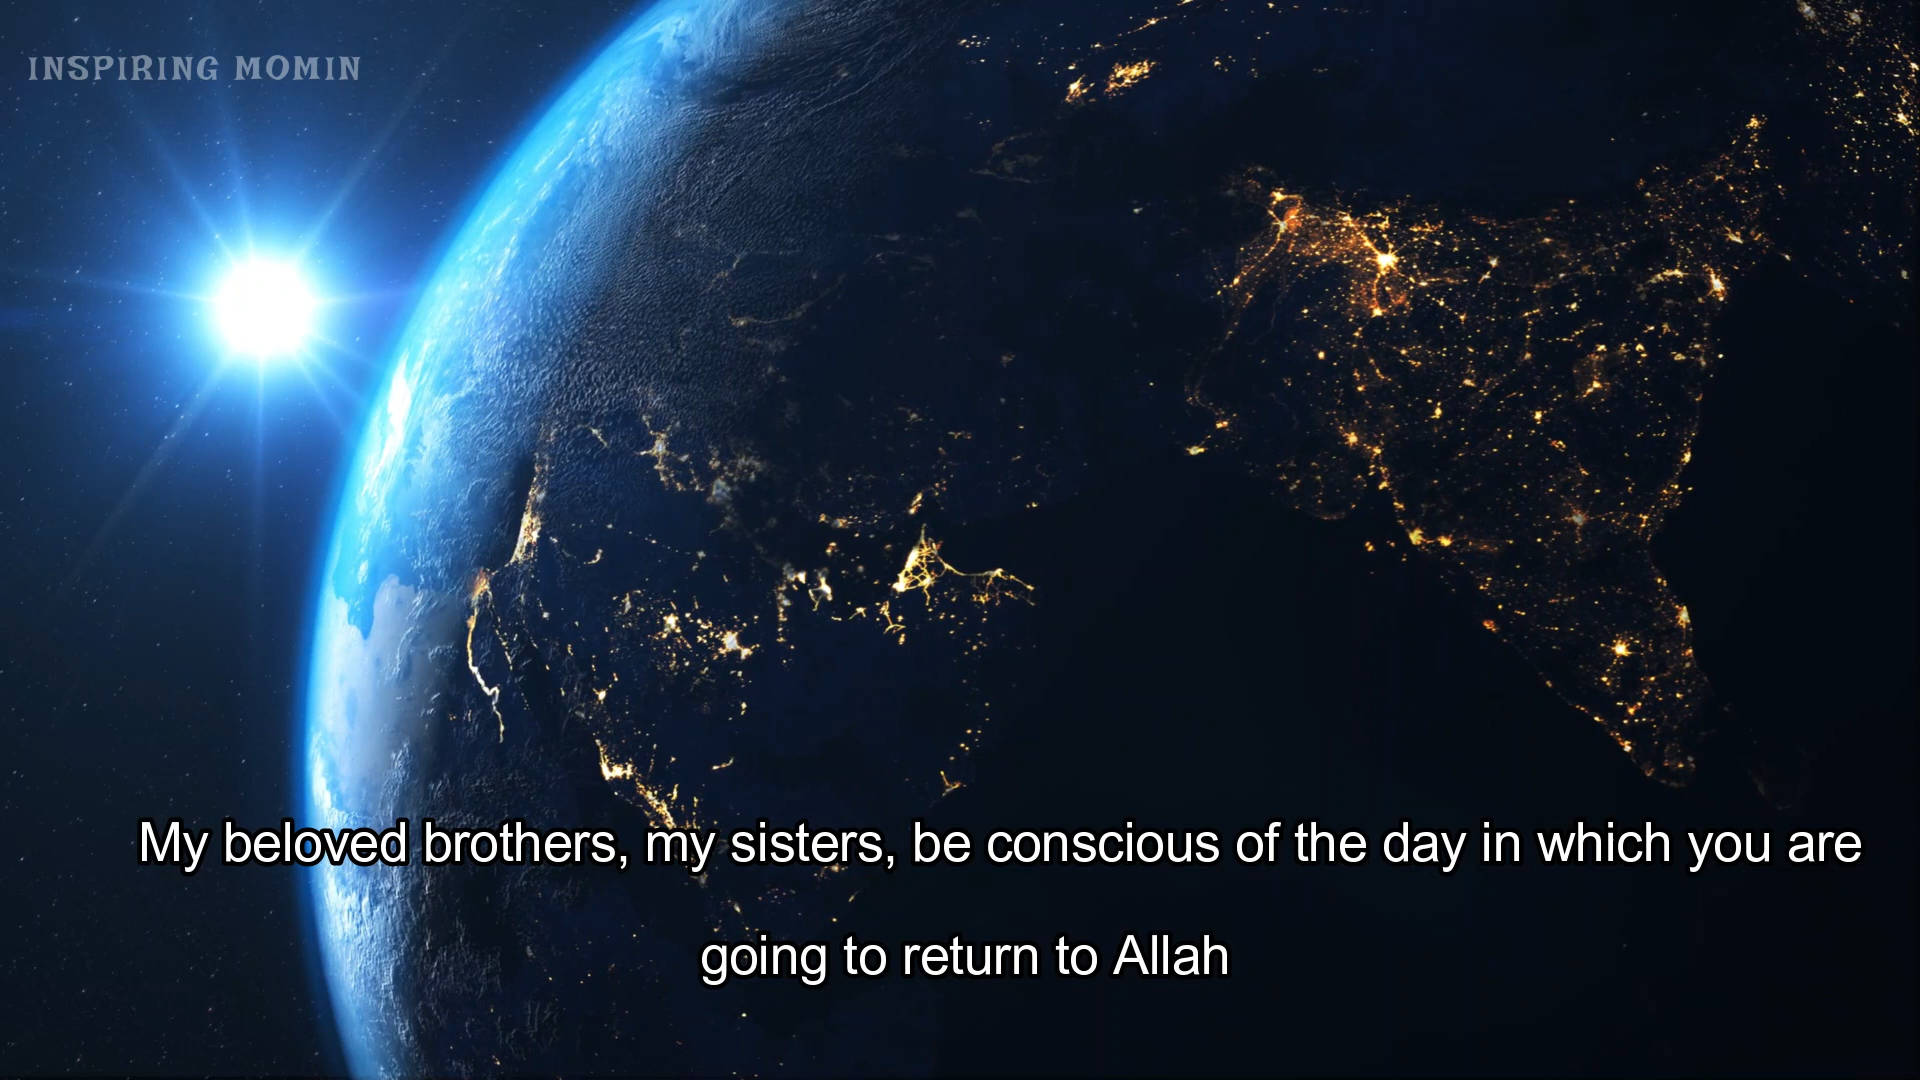 INSPIRING MOMIN
My beloved brothers, my sisters, be conscious of the day in which you are
going to return to Allah